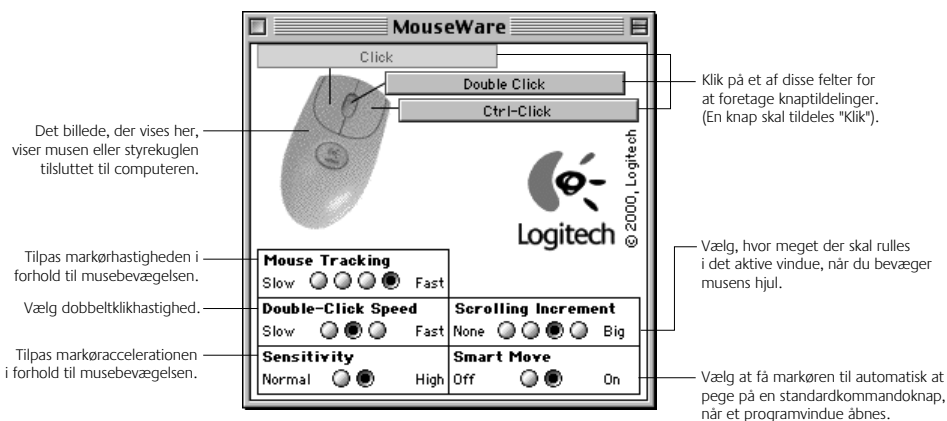 MouseWare
Click
Double Click
Ctrl-Click
Klik på et af disse felter for
at foretage knaptildelinger.
(En knap skal tildeles "Klik").
Det billede, der vises her,
viser musen eller styrekuglen
tilsluttet til computeren.
Logitech
© 2000, Logitech
Tilpas markørhastigheden i
forhold til musebevægelsen.
Mouse Tracking
Slow Fast
Vælg, hvor meget der skal rulles
i det aktive vindue, når du bevæger
musens hjul.
Vælg dobbeltklikhastighed.
Double-Click Speed
Slow Fast
Scrolling Increment
None Big
Tilpas markøraccelerationen
i forhold til musebevægelsen.
Sensitivity
Normal High
Smart Move
Off On
Vælg at få markøren til automatisk at
pege på en standardkommandoknap,
når et programvindue åbnes.